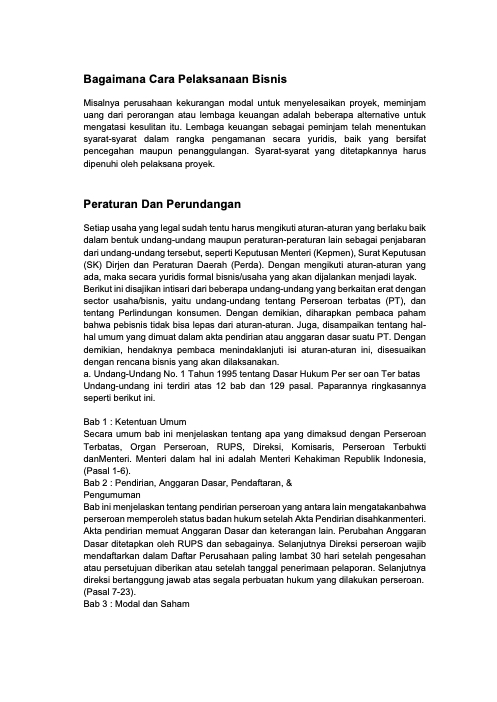 Bagaimana Cara Pelaksanaan Bisnis
Misalnya perusahaan kekurangan modal untuk menyelesaikan proyek, meminjam
uang dari perorangan atau lembaga keuangan adalah beberapa alternative untuk
mengatasi kesulitan itu. Lembaga keuangan sebagai peminjam telah menentukan
syarat-syarat dalam rangka pengamanan secara yuridis, baik yang bersifat
pencegahan maupun penanggulangan. Syarat-syarat yang ditetapkannya harus
dipenuhi oleh pelaksana proyek.
Peraturan Dan Perundangan
Setiap usaha yang legal sudah tentu harus mengikuti aturan-aturan yang berlaku baik
dalam bentuk undang-undang maupun peraturan-peraturan lain sebagai penjabaran
dari undang-undang tersebut, seperti Keputusan Menteri (Kepmen), Surat Keputusan
(SK) Dirjen dan Peraturan Daerah (Perda). Dengan mengikuti aturan-aturan yang
ada, maka secara yuridis formal bisnis/usaha yang akan dijalankan menjadi layak.
Berikut ini disajikan intisari dari beberapa undang-undang yang berkaitan erat dengan
sector usaha/bisnis, yaitu undang-undang tentang Perseroan terbatas (PT), dan
tentang Perlindungan konsumen. Dengan demikian, diharapkan pembaca paham
bahwa pebisnis tidak bisa lepas dari aturan-aturan. Juga, disampaikan tentang hal-
hal umum yang dimuat dalam akta pendirian atau anggaran dasar suatu PT. Dengan
demikian, hendaknya pembaca menindaklanjuti isi aturan-aturan ini, disesuaikan
dengan rencana bisnis yang akan dilakukan.
a. Undang-Undang No. 1 Tahun 1995 tentang Dasar Hukum Per ser oan Ter batas
Undang-undang ini terdiri atas 12 bab dan 129 pasal. Paparannya ringkasannya
seperti berikut ini.
Bab 1 : Ketentuan Umum
Secara umum bab ini menjelaskan tentang apa yang dimaksud dengan Perseroan
Terbatas, Organ Perseroan, RUPS, Direksi, Komisaris, Perseroan Terbukti
danMenteri. Menteri dalam hal ini adalah Menteri Kehakiman Republik Indonesia,
(Pasal 1-6).
Bab 2 : Pendirian, Anggaran Dasar, Pendaftaran, &
Pengumuman
Bab ini menjelaskan tentang pendirian perseroan yang antara lain mengatakanbahwa
perseroan memperoleh status badan hukum setelah Akta Pendirian disahkanmenteri.
Akta pendirian memuat Anggaran Dasar dan keterangan lain. Perubahan Anggaran
Dasar ditetapkan oleh RUPS dan sebagainya. Selanjutnya Direksi perseroan wajib
mendaftarkan dalam Daftar Perusahaan paling lambat 30 hari setelah pengesahan
atau persetujuan diberikan atau setelah tanggal penerimaan pelaporan. Selanjutnya
direksi bertanggung jawab atas segala perbuatan hukum yang dilakukan perseroan.
(Pasal 7-23).
Bab 3 : Modal dan Saham